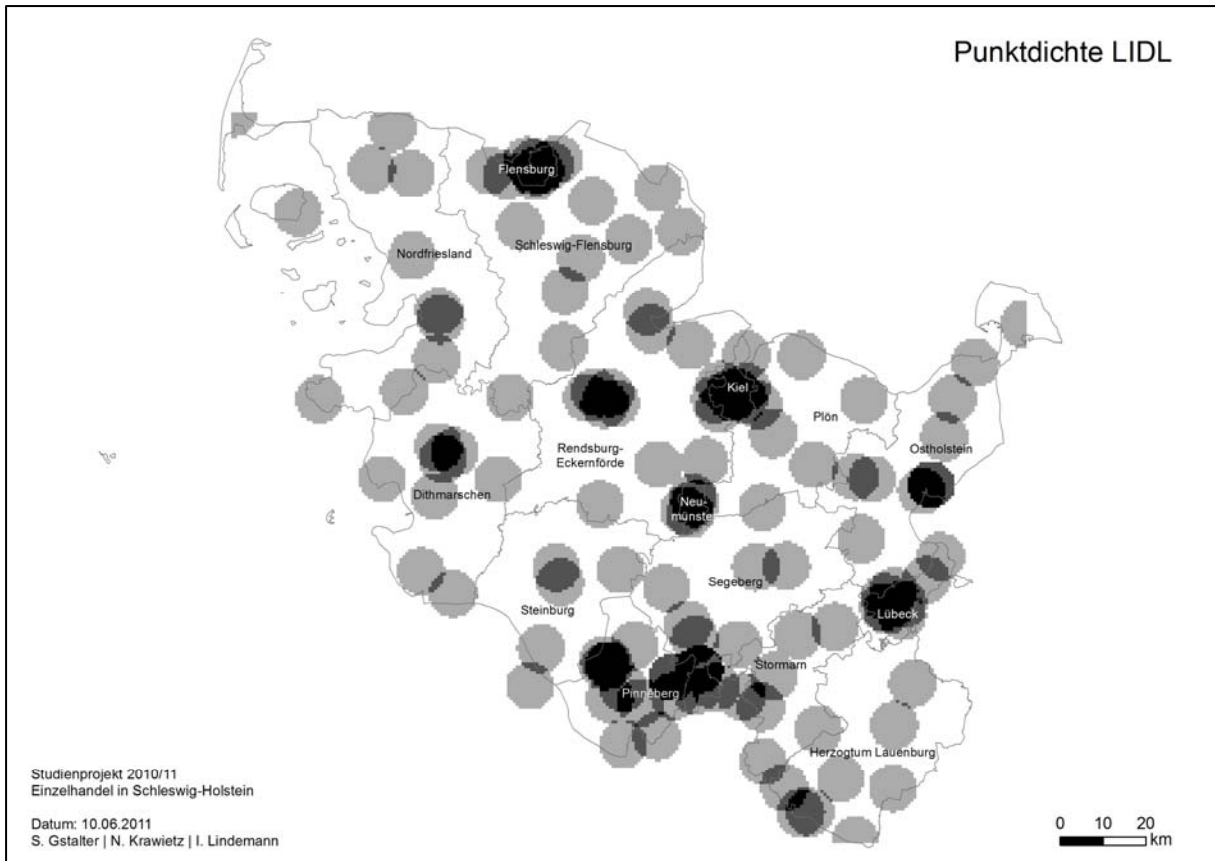 Punktdichte LIDL
Flensburg
Schleswig-Flensburg
Nordfriesland
Kiel
Plön
Ostholstein
Rendsburg-
Eckernförde
Dithmarschen
Neu-
münster
Segeberg
Steinburg
Lübeck
Stormarn
Pinneberg
Herzogtum Lauenburg
Studienprojekt 2010/11
Einzelhandel in Schleswig-Holstein
Datum: 10.06.2011
S. Gstalter | N. Krawietz | I. Lindemann
0 10 20
km